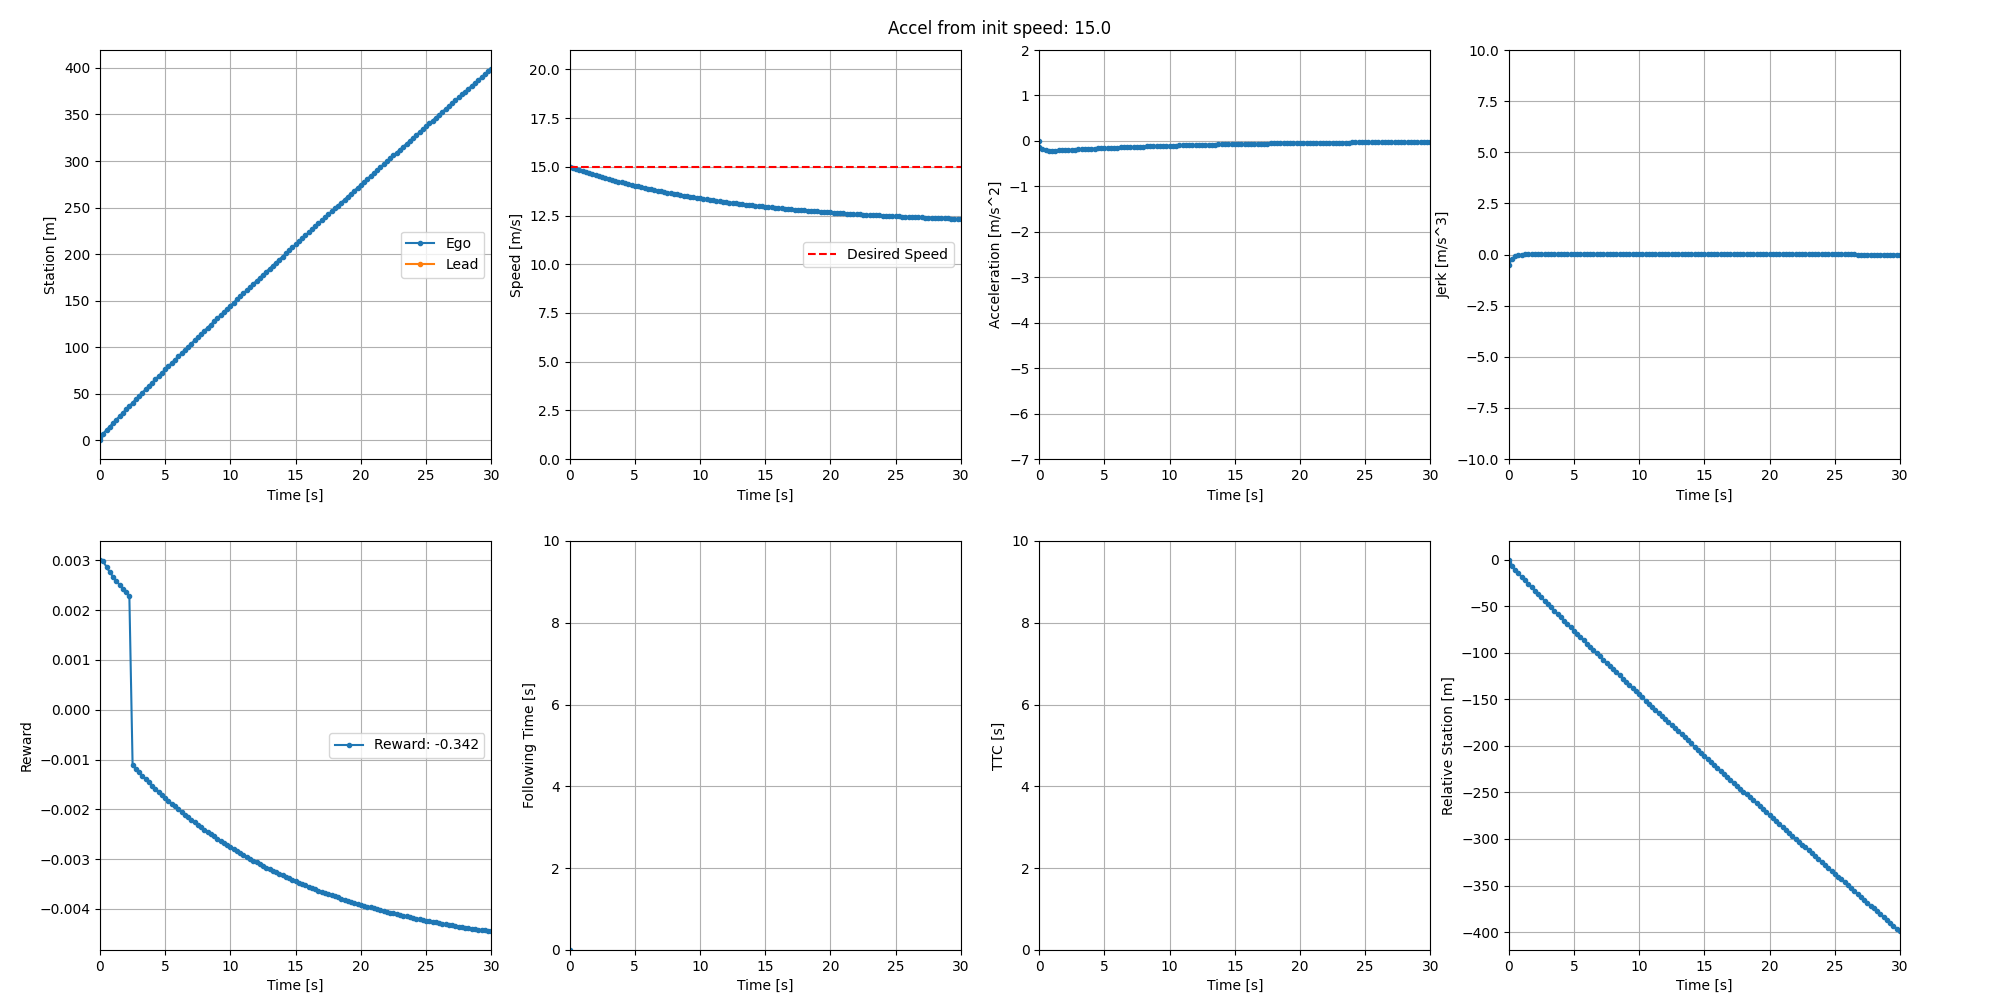 Accel from init speed: 15.0
400
350
300
250
200
150
100
50
0
Station [m]
Ego
Lead
0 5 10 15 20 25 30
Time [s]
20.0
17.5
15.0
12.5
10.0
7.5
5.0
2.5
0.0
Speed [m/s]
Desired Speed
0 5 10 15 20 25 30
Time [s]
2
1
0
−1
−2
−3
−4
−5
−6
−7
Acceleration [m/s^2]
0 5 10 15 20 25 30
Time [s]
10.0
7.5
5.0
2.5
0.0
−2.5
−5.0
−7.5
−10.0
Jerk [m/s^3]
0 5 10 15 20 25 30
Time [s]
0.003
0.002
0.001
0.000
−0.001
−0.002
−0.003
−0.004
Reward
Reward: -0.342
0 5 10 15 20 25 30
Time [s]
10
8
6
4
2
0
Following Time [s]
0 5 10 15 20 25 30
Time [s]
10
8
6
4
2
0
TTC [s]
0 5 10 15 20 25 30
Time [s]
0
−50
−100
−150
−200
−250
−300
−350
−400
Relative Station [m]
0 5 10 15 20 25 30
Time [s]